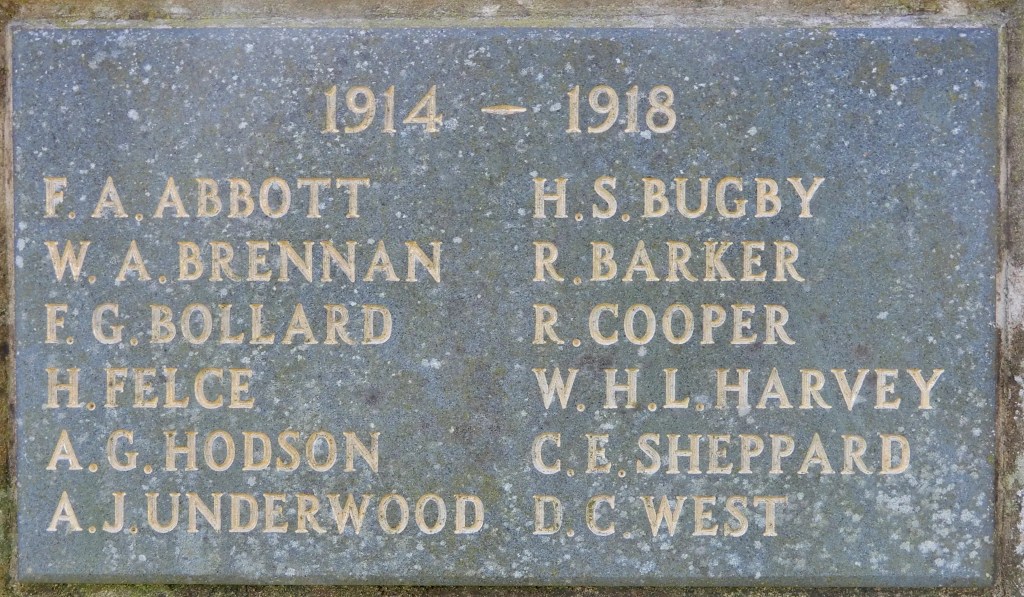 1914 – 1918
F. A. ABBOTT
W. A. BRENNAN
F. G. BOLLARD
H. FELCE
A. G. HODSON
A. J. UNDERWOOD
H. S. BUGBY
R. BARKER
R. COOPER
W. H. L. HARVEY
C. E. SHEPPARD
D. C. WEST